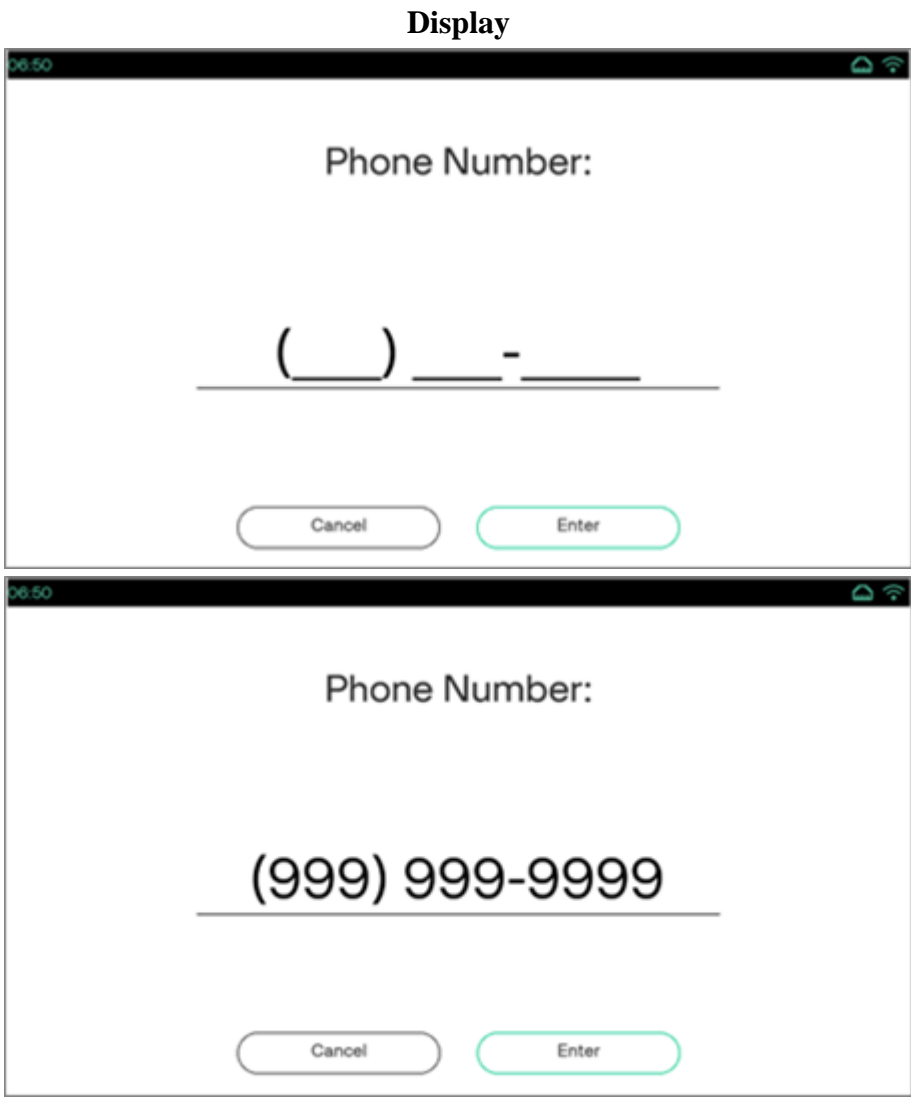 Display
06:50
Phone Number:
(___) ___-____
Cancel Enter
06:50
Phone Number:
(999) 999-9999
Cancel Enter